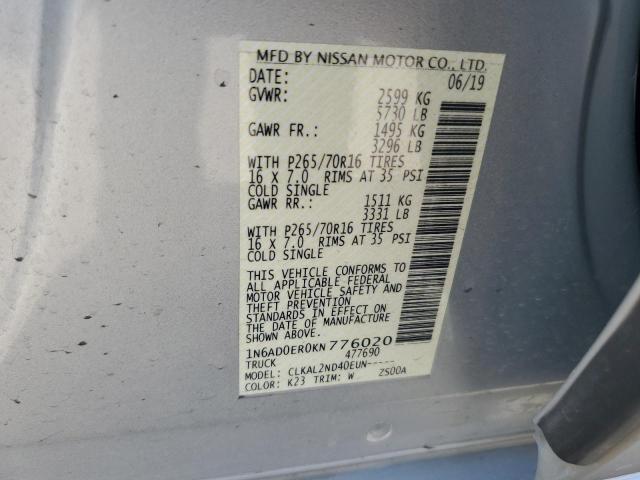 MFD BY NISSAN MOTOR CO., LTD.
DATE: 06/19
GVWR: 2599 KG
5730 LB
GAWR FR.: 1495 KG
3296 LB
WITH P265/70R16 TIRES
16 X 7.0 RIMS AT 35 PSI
COLD SINGLE
GAWR RR.: 1511 KG
3331 LB
WITH P265/70R16 TIRES
16 X 7.0 RIMS AT 35 PSI
COLD SINGLE
THIS VEHICLE CONFORMS TO
ALL APPLICABLE FEDERAL
MOTOR VEHICLE SAFETY AND
THEFT PREVENTION
STANDARDS IN EFFECT ON
THE DATE OF MANUFACTURE
SHOWN ABOVE.
1N6AD0ER0KN776020
TRUCK 477690
MODEL: CLKAL2ND40EUN-----
COLOR: K23 TRIM: W ZS00A